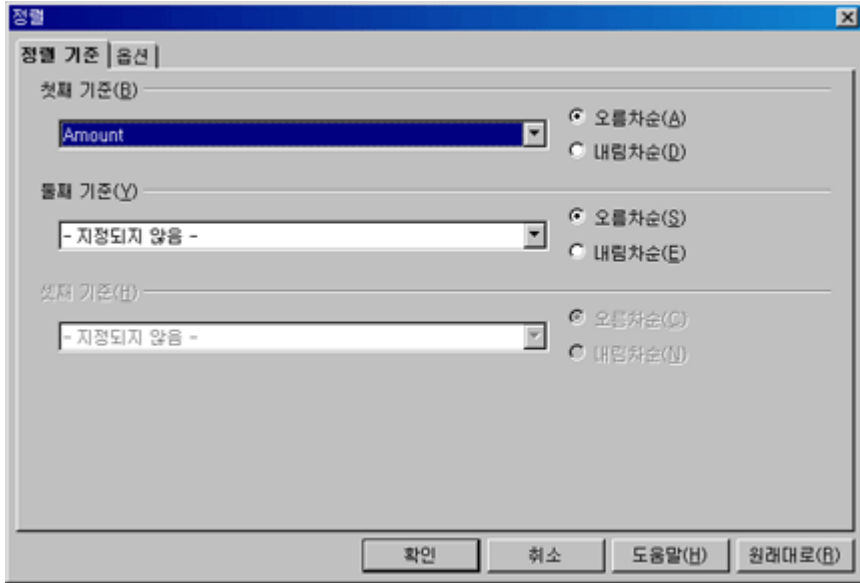 정렬
정렬 기준 옵션
첫째 기준(B)
Amount
오름차순(A)
내림차순(D)
둘째 기준(Y)
- 지정되지 않음 -
오름차순(S)
내림차순(E)
셋째 기준(H)
- 지정되지 않음 -
오름차순(C)
내림차순(N)
확인 취소 도움말(H) 원래대로(R)